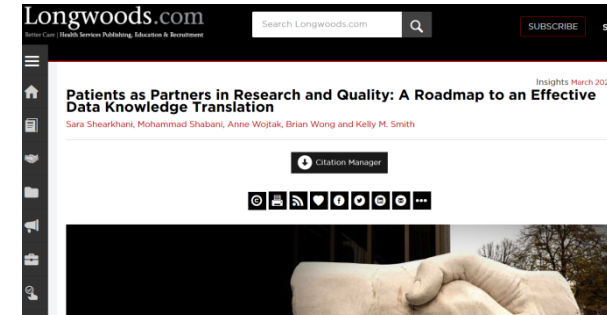 Longwoods.com
Better Care | Health Services Publishing, Education & Recruitment
Search Longwoods.com
SUBSCRIBE
Insights March
Patients as Partners in Research and Quality: A Roadmap to an Effective
Data Knowledge Translation
Sara Shearkhani, Mohammad Shabani, Anne Wojtak, Brian Wong and Kelly M. Smith
Citation Manager